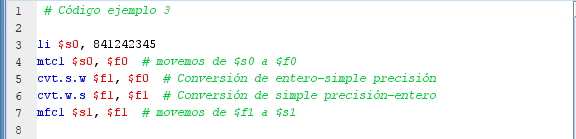 1 # Código ejemplo 3
2
3 li $s0, 841242345
4 mtc1 $s0, $f0 # movemos de $s0 a $f0
5 cvt.s.w $f1, $f0 # Conversión de entero-simple precisión
6 cvt.w.s $f1, $f1 # Conversión de simple precisión-entero
7 mfc1 $s1, $f1 # movemos de $f1 a $s1
8